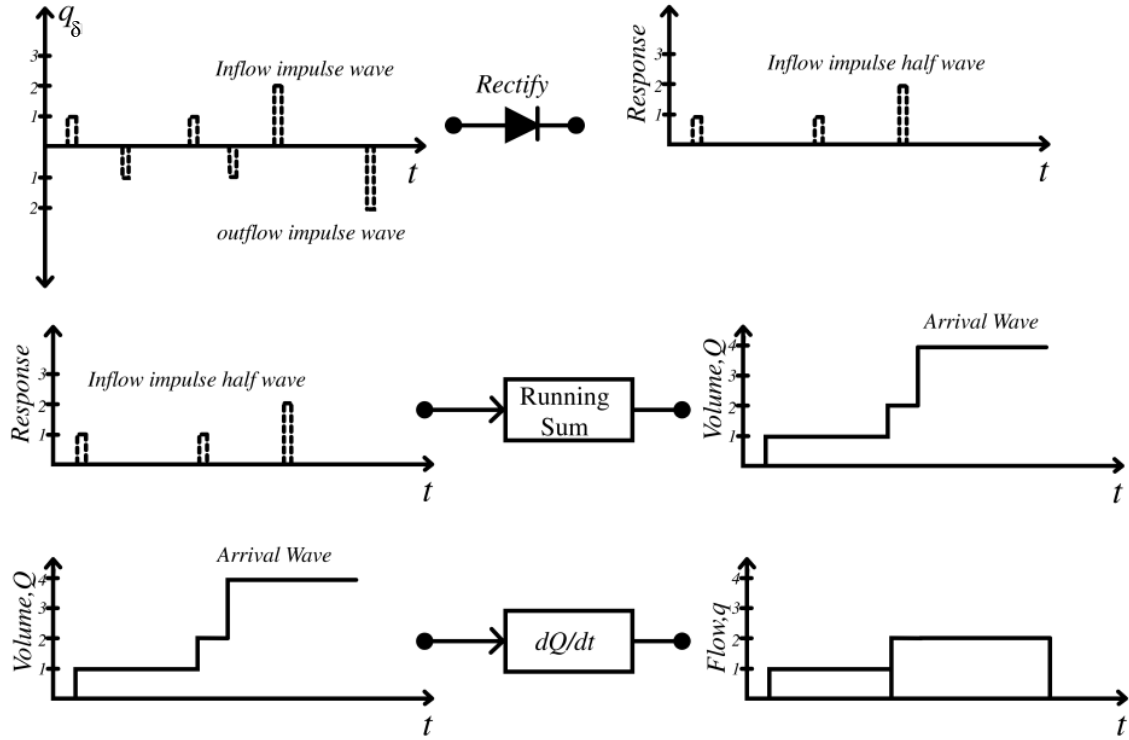 qδ
3
2
1
1
2
Inflow impulse wave
t
outflow impulse wave
Rectify
Response
3
2
1
Inflow impulse half wave
t
Response
3
2
1
Inflow impulse half wave
t
Running
Sum
Volume,Q
4
3
2
1
Arrival Wave
t
Volume,Q
4
3
2
1
Arrival Wave
t
dQ/dt
Flow,q
4
3
2
1
t